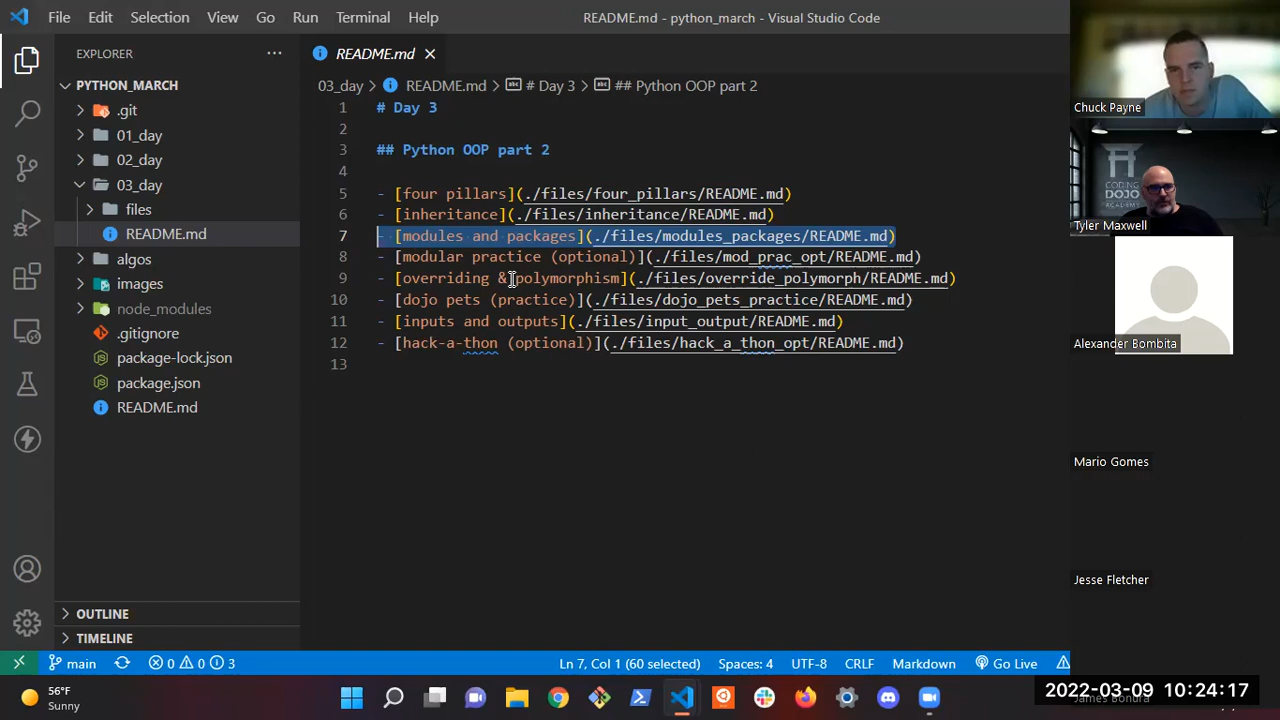 File Edit Selection View Go Run Terminal Help README.md - python_march - Visual Studio Code
EXPLORER
PYTHON_MARCH
.git
01_day
02_day
03_day
files
README.md
algos
images
node_modules
.gitignore
package-lock.json
package.json
README.md
OUTLINE
TIMELINE
README.md
03_day > README.md > # Day 3 > ## Python OOP part 2
1 # Day 3
2
3 ## Python OOP part 2
4
5 - [four pillars](./files/four_pillars/README.md)
6 - [inheritance](./files/inheritance/README.md)
7 - [modules and packages](./files/modules_packages/README.md)
8 - [modular practice (optional)](./files/mod_prac_opt/README.md)
9 - [overriding & polymorphism](./files/override_polymorph/README.md)
10 - [dojo pets (practice)](./files/dojo_pets_practice/README.md)
11 - [inputs and outputs](./files/input_output/README.md)
12 - [hack-a-thon (optional)](./files/hack_a_thon_opt/README.md)
13
Chuck Payne
CODING
DOJO
ACADEMY
Tyler Maxwell
Alexander Bombita
Mario Gomes
Jesse Fletcher
main 0 0 3 Ln 7, Col 1 (60 selected) Spaces: 4 UTF-8 CRLF Markdown Go Live
56°F
Sunny
2022-03-09 10:24:17
James Bondra